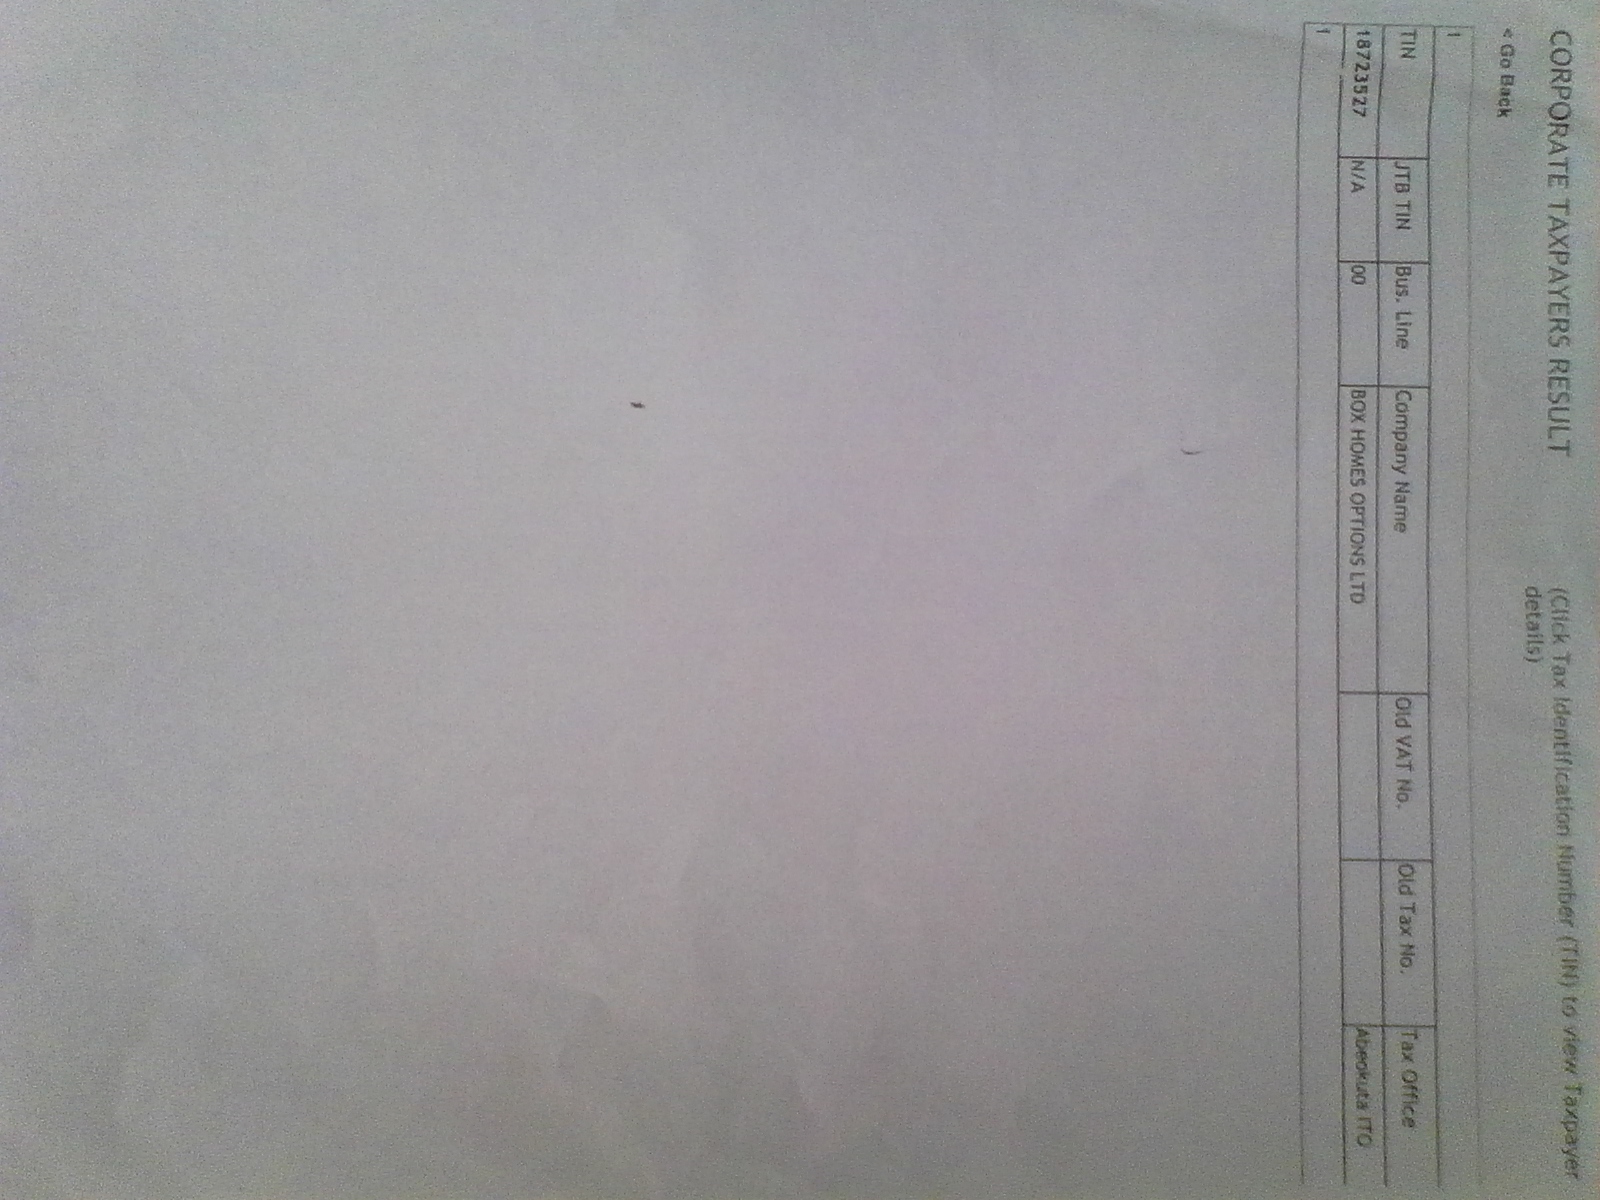 CORPORATE TAXPAYERS RESULT
(Click Tax Identification Number (TIN) to view Taxpayer
details)
< Go Back
1
TIN JTB TIN Bus. Line Company Name Old VAT No. Old Tax No. Tax Office
18723527 N/A 00 BOX HOMES OPTIONS LTD Abeokuta ITO
1